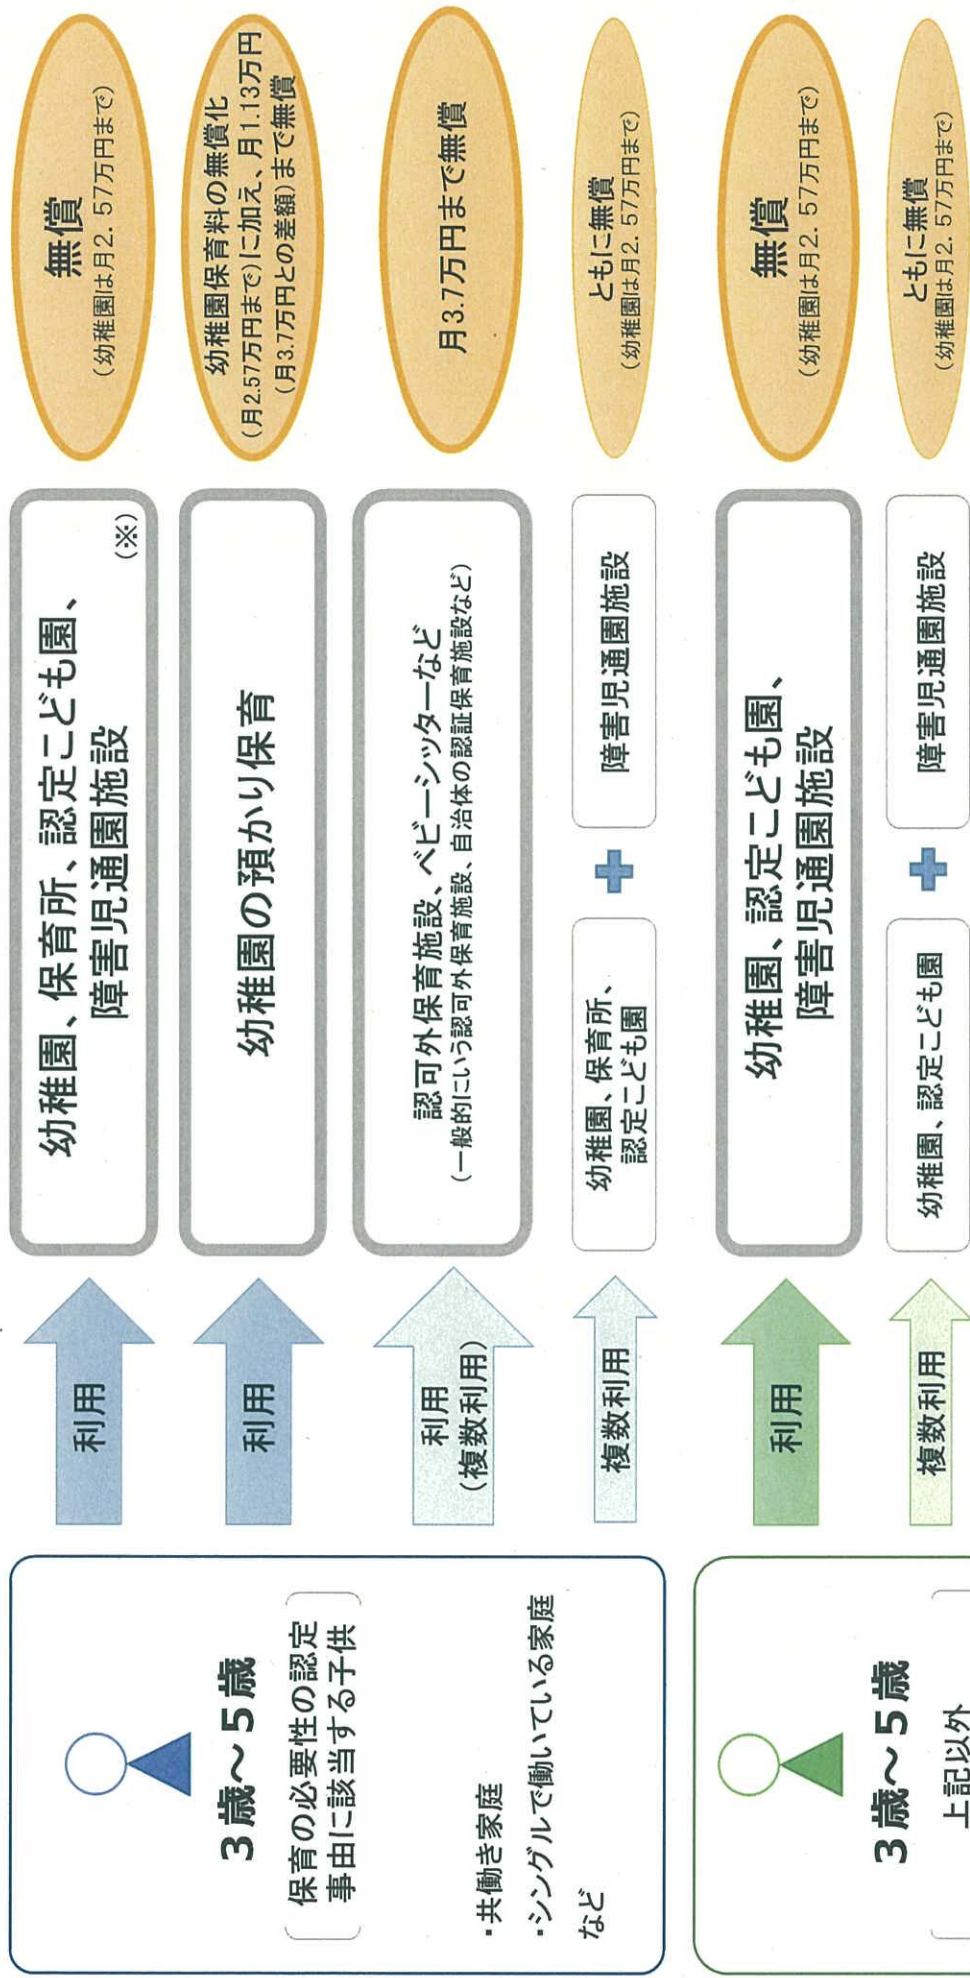 3歳～5歳
保育の必要性の認定
事由に該当する子供
・共働き家庭
・シングルで働いている家庭
など
利用
幼稚園、保育所、認定こども園、
障害児通園施設
(※)
無償
(幼稚園は月2.57万円まで)
利用
幼稚園の預かり保育
幼稚園保育料の無償化
(月2.57万円まで)に加え、月1.13万円
(月3.7万円との差額)まで無償
利用
(複数利用)
認可外保育施設、ベビーシッターなど
(一般的にいう認可外保育施設、自治体の認証保育施設など)
月3.7万円まで無償
複数利用
幼稚園、保育所、
認定こども園
+
障害児通園施設
ともに無償
(幼稚園は月2.57万円まで)
3歳～5歳
上記以外
利用
幼稚園、認定こども園、
障害児通園施設
無償
(幼稚園は月2.57万円まで)
複数利用
幼稚園、認定こども園
+
障害児通園施設
ともに無償
(幼稚園は月2.57万円まで)